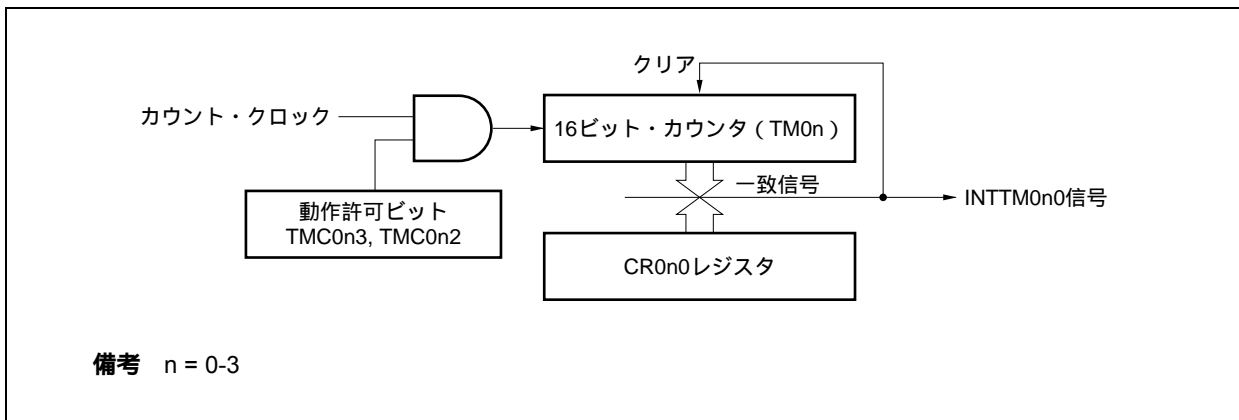 クリア
カウント・クロック
16ビット・カウンタ（TM0n）
一致信号
INTTM0n0信号
動作許可ビット
TMC0n3, TMC0n2
CR0n0レジスタ
備考 n = 0-3